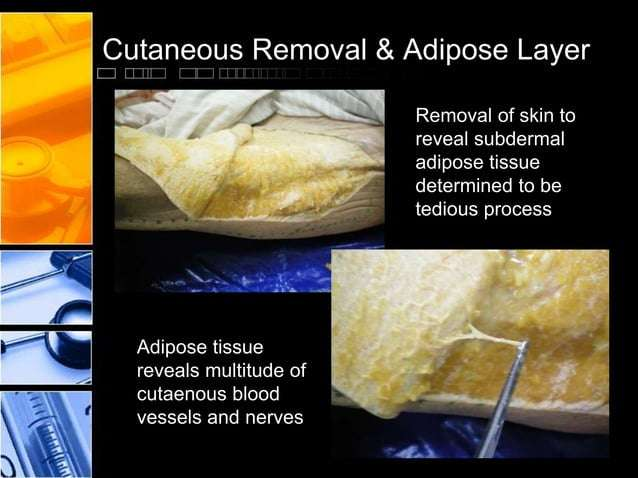 Cutaneous Removal & Adipose Layer
Removal of skin to
reveal subdermal
adipose tissue
determined to be
tedious process
Adipose tissue
reveals multitude of
cutaenous blood
vessels and nerves